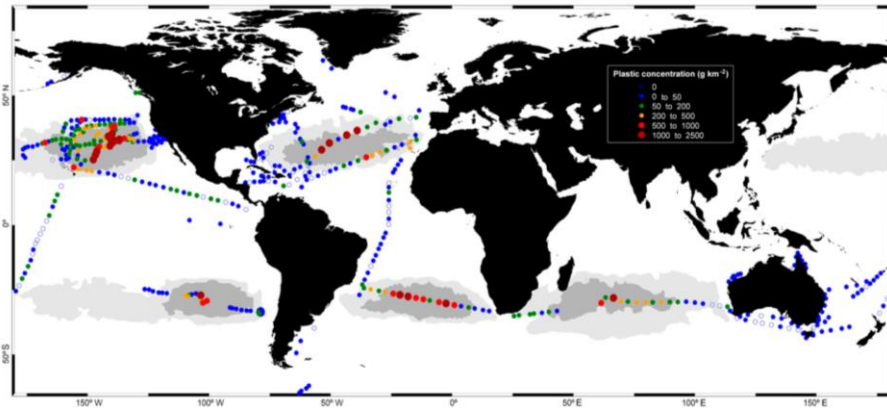 Plastic concentration (g km⁻²)
0
0 to 50
50 to 200
200 to 500
500 to 1000
1000 to 2500
50°N
0°
50°S
150° W
100° W
50° W
0°
50° E
100° E
150° E